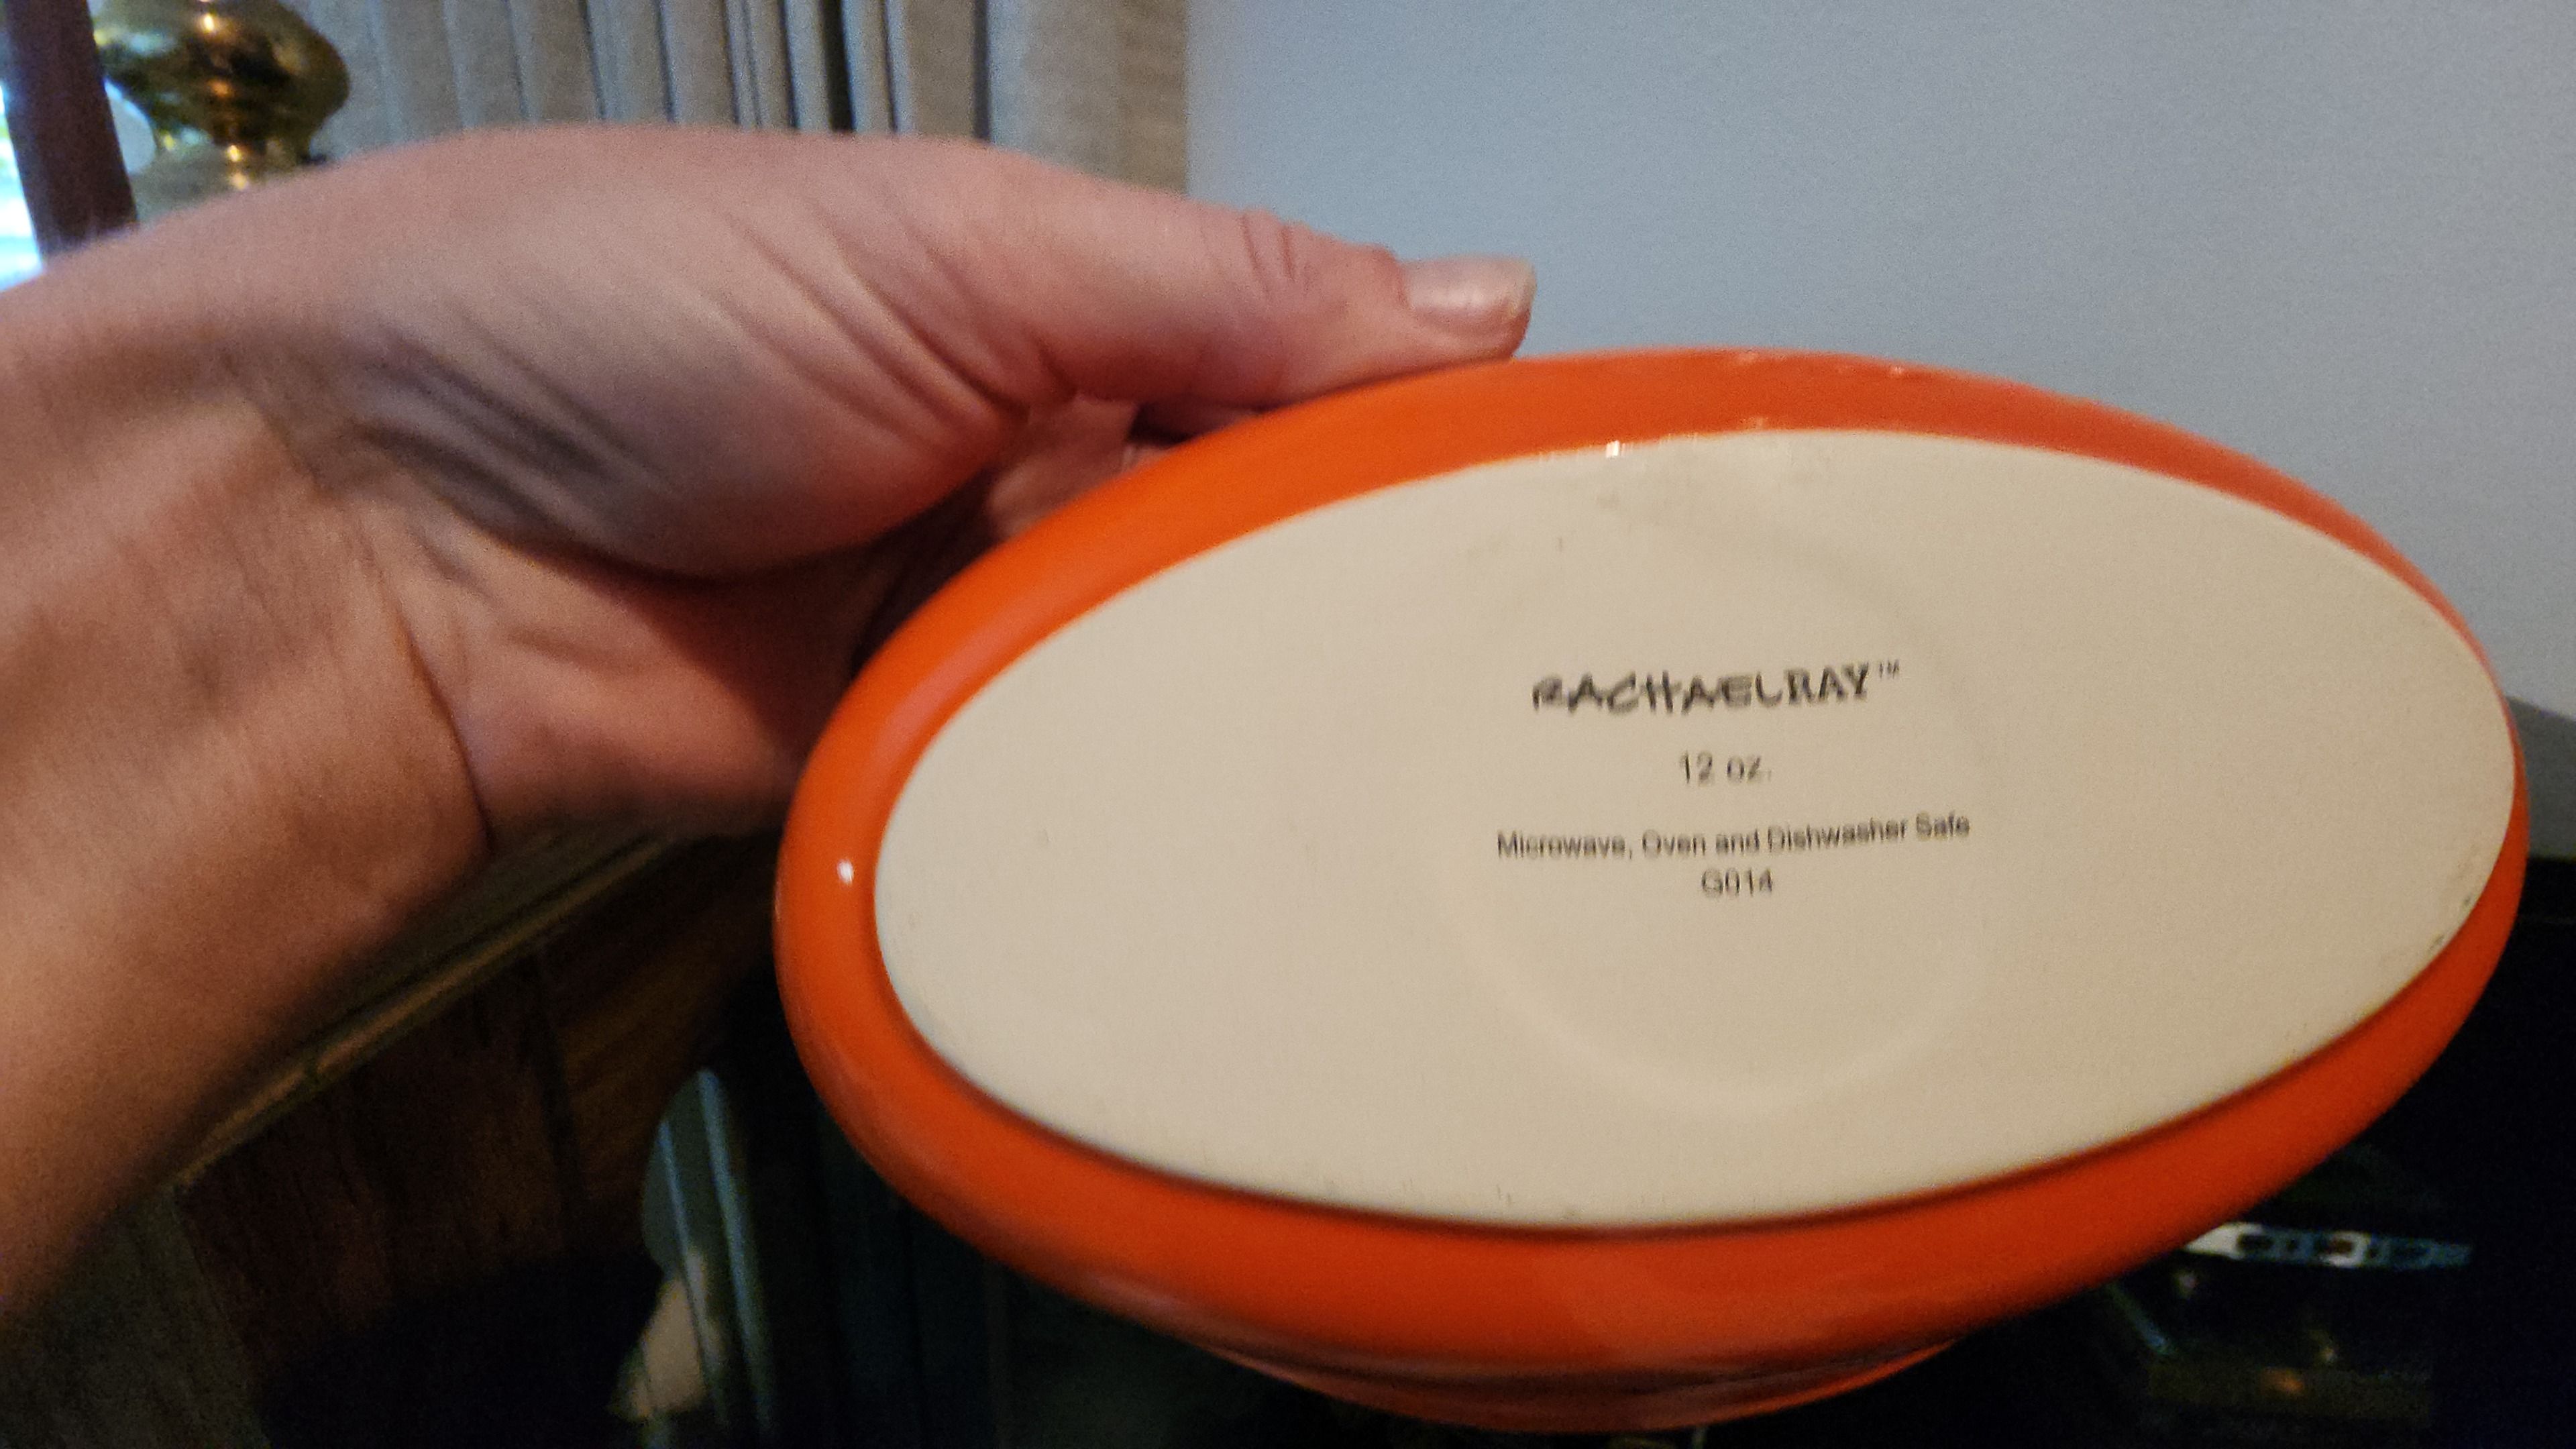 RACHAELRAY™
12 oz.
Microwave, Oven and Dishwasher Safe
G014